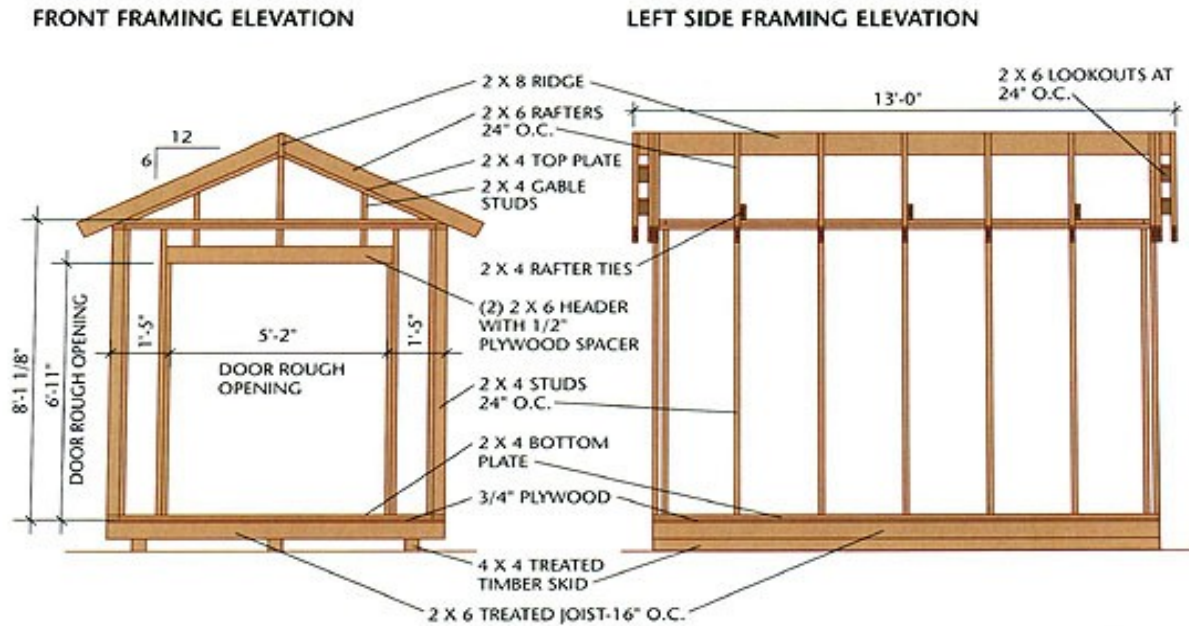 FRONT FRAMING ELEVATION
LEFT SIDE FRAMING ELEVATION
2 X 8 RIDGE
2 X 6 RAFTERS
24" O.C.
2 X 4 TOP PLATE
2 X 4 GABLE
STUDS
2 X 4 RAFTER TIES
(2) 2 X 6 HEADER
WITH 1/2"
PLYWOOD SPACER
2 X 4 STUDS
24" O.C.
2 X 4 BOTTOM
PLATE
3/4" PLYWOOD
4 X 4 TREATED
TIMBER SKID
2 X 6 TREATED JOIST-16" O.C.
12
6
8'-1 1/8"
6'-11"
DOOR ROUGH OPENING
1'-5"
5'-2"
1'-5"
DOOR ROUGH
OPENING
13'-0"
2 X 6 LOOKOUTS AT
24" O.C.